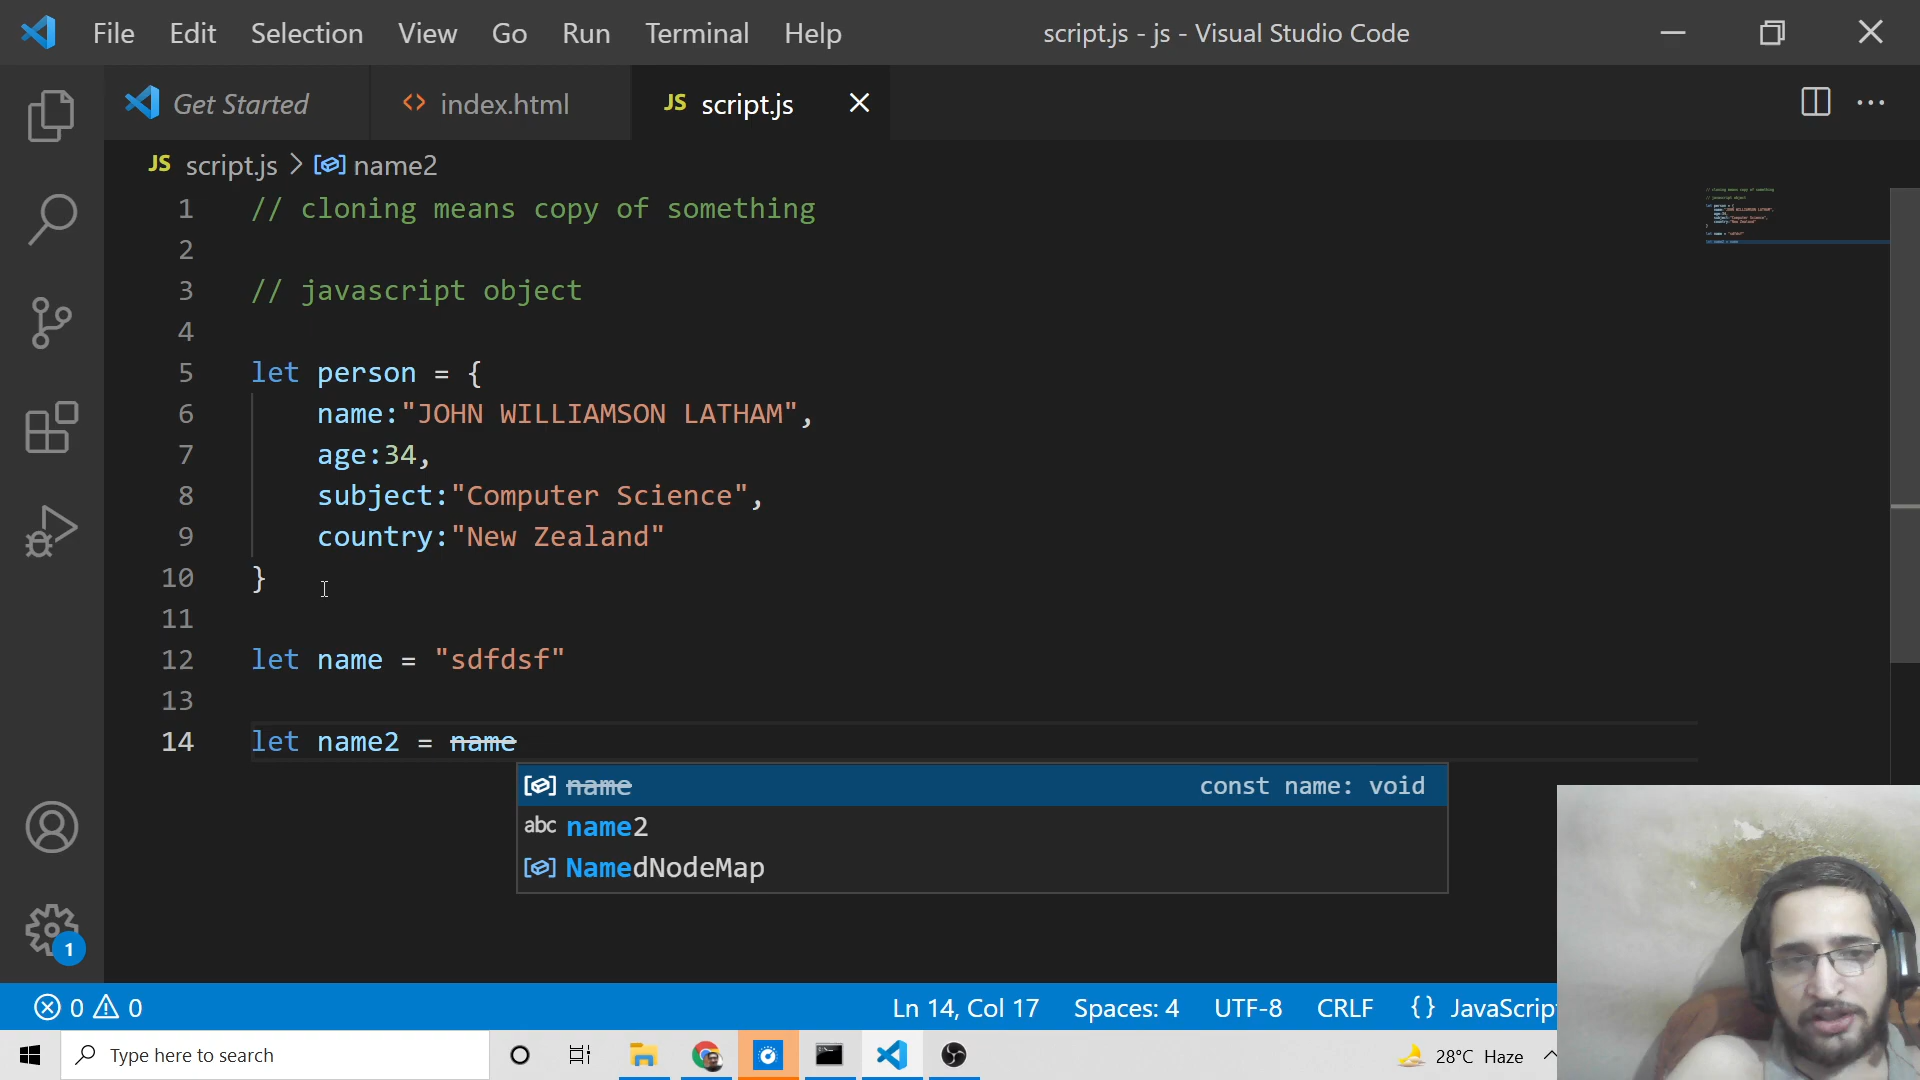 File Edit Selection View Go Run Terminal Help script.js - js - Visual Studio Code
Get Started <> index.html JS script.js
JS script.js > name2
1 // cloning means copy of something
2
3 // javascript object
4
5 let person = {
6 name:"JOHN WILLIAMSON LATHAM",
7 age:34,
8 subject:"Computer Science",
9 country:"New Zealand"
10 }
11
12 let name = "sdfdsf"
13
14 let name2 = name
name const name: void
abc name2
NamedNodeMap
1
0 0 Ln 14, Col 17 Spaces: 4 UTF-8 CRLF {} JavaScrip
Type here to search 28°C Haze